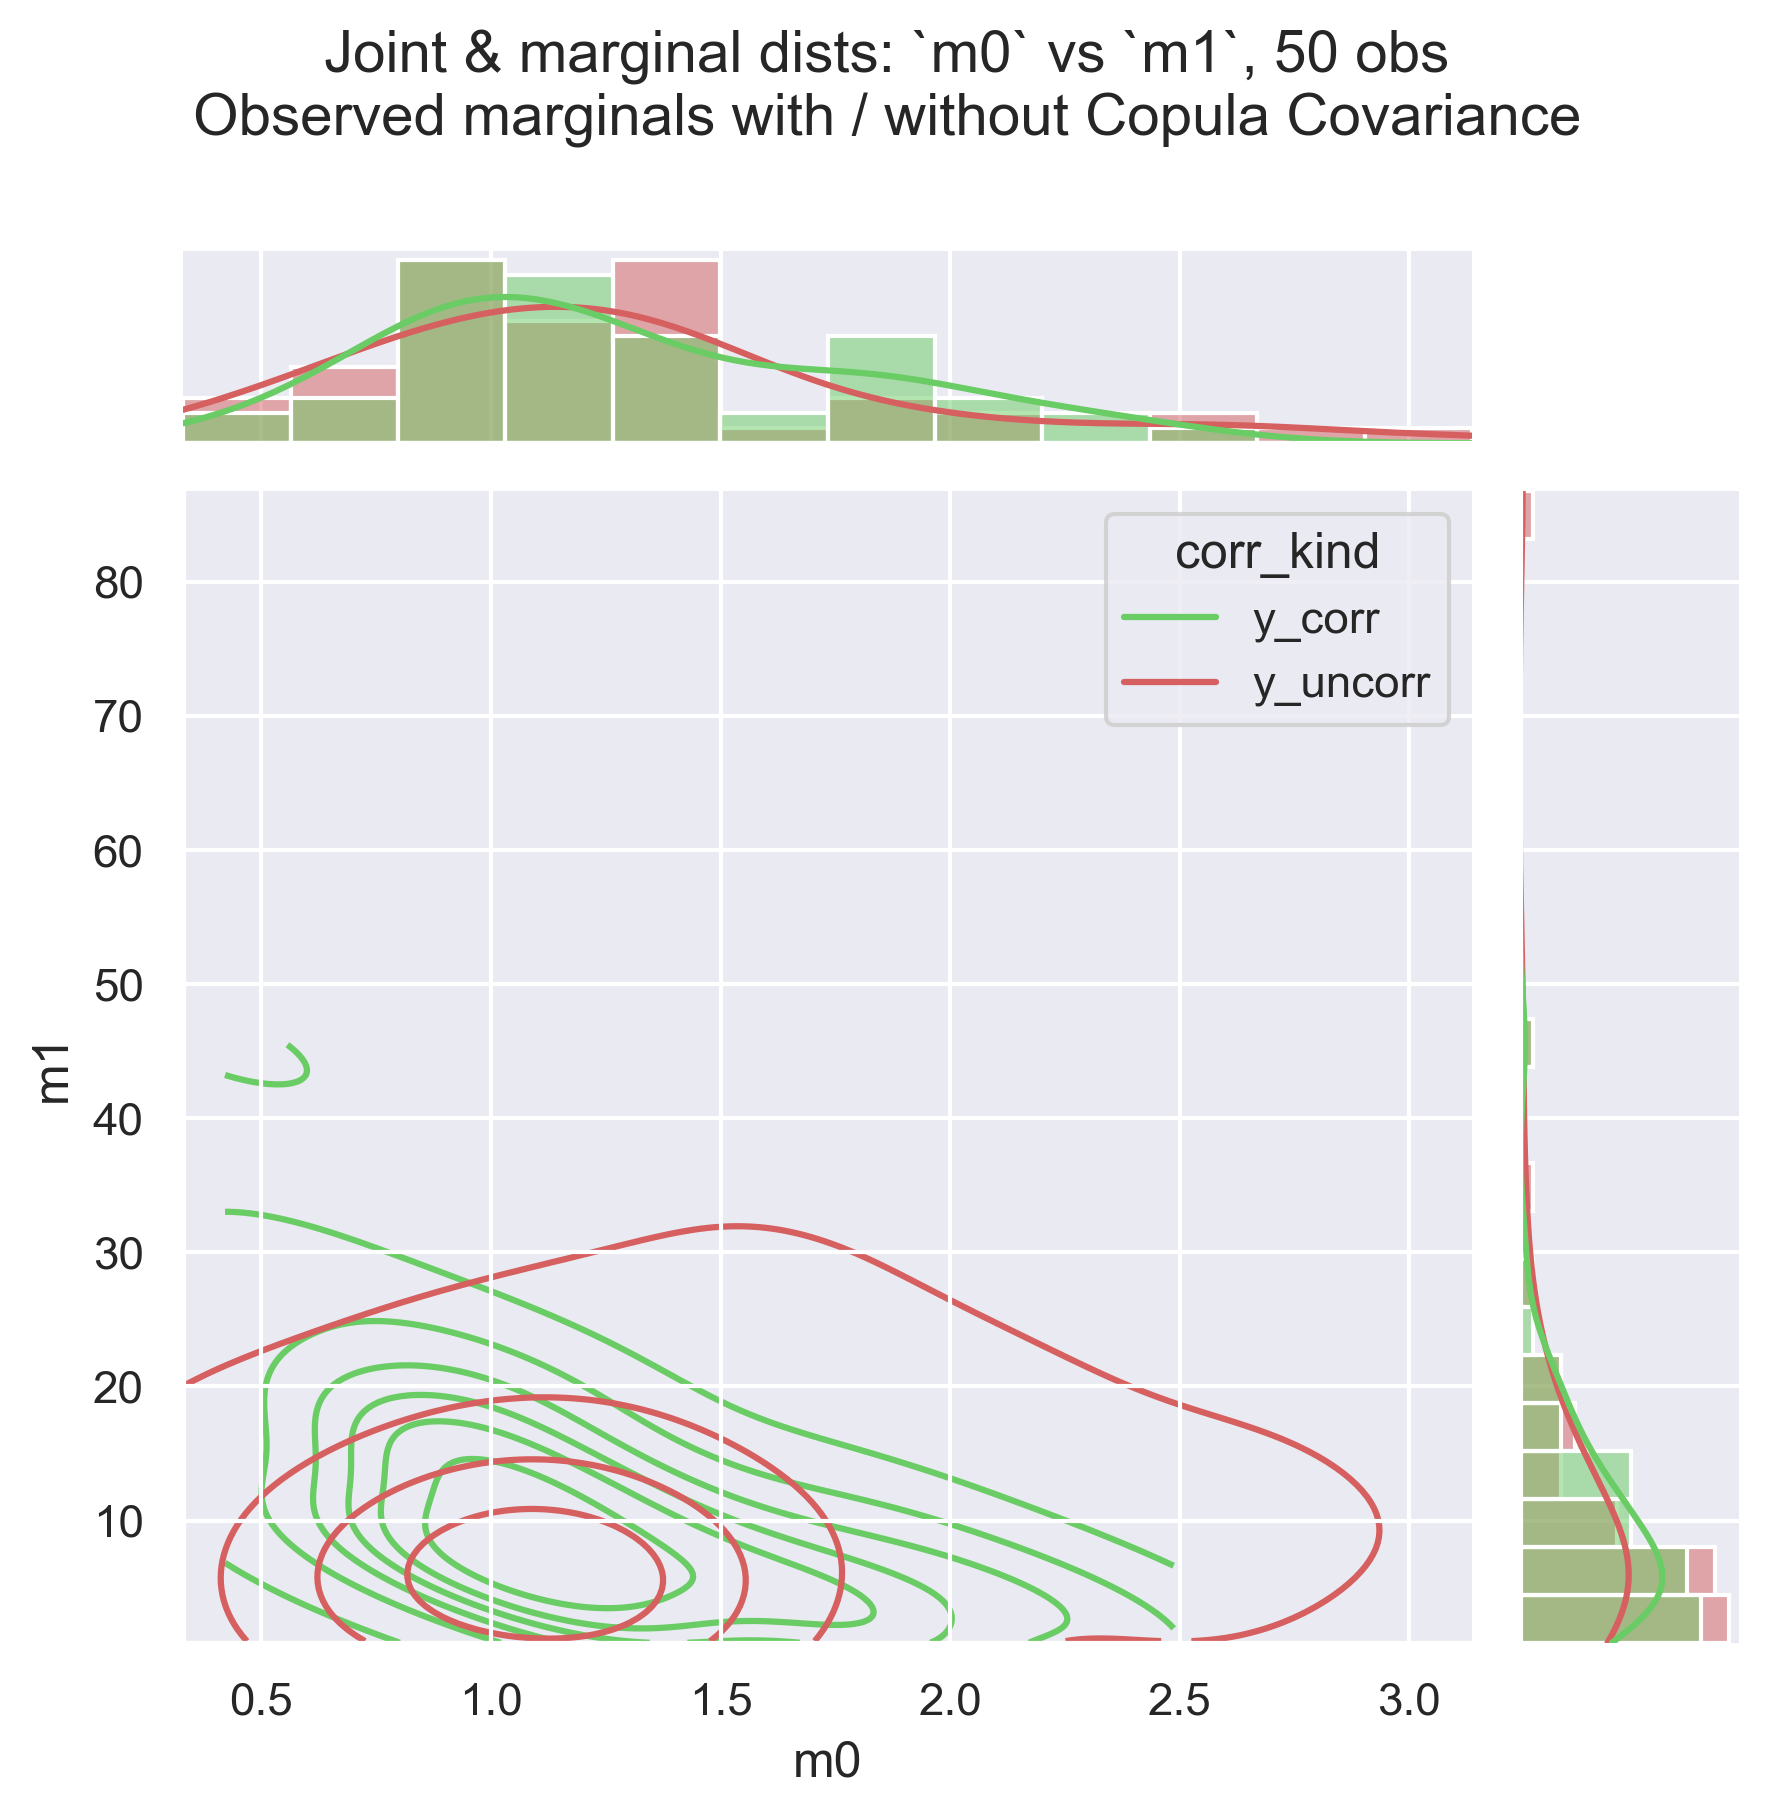 Joint & marginal dists: `m0` vs `m1`, 50 obs
Observed marginals with / without Copula Covariance
corr_kind
y_corr
y_uncorr
80
70
60
50
40
30
20
10
m1
0.5 1.0 1.5 2.0 2.5 3.0
m0